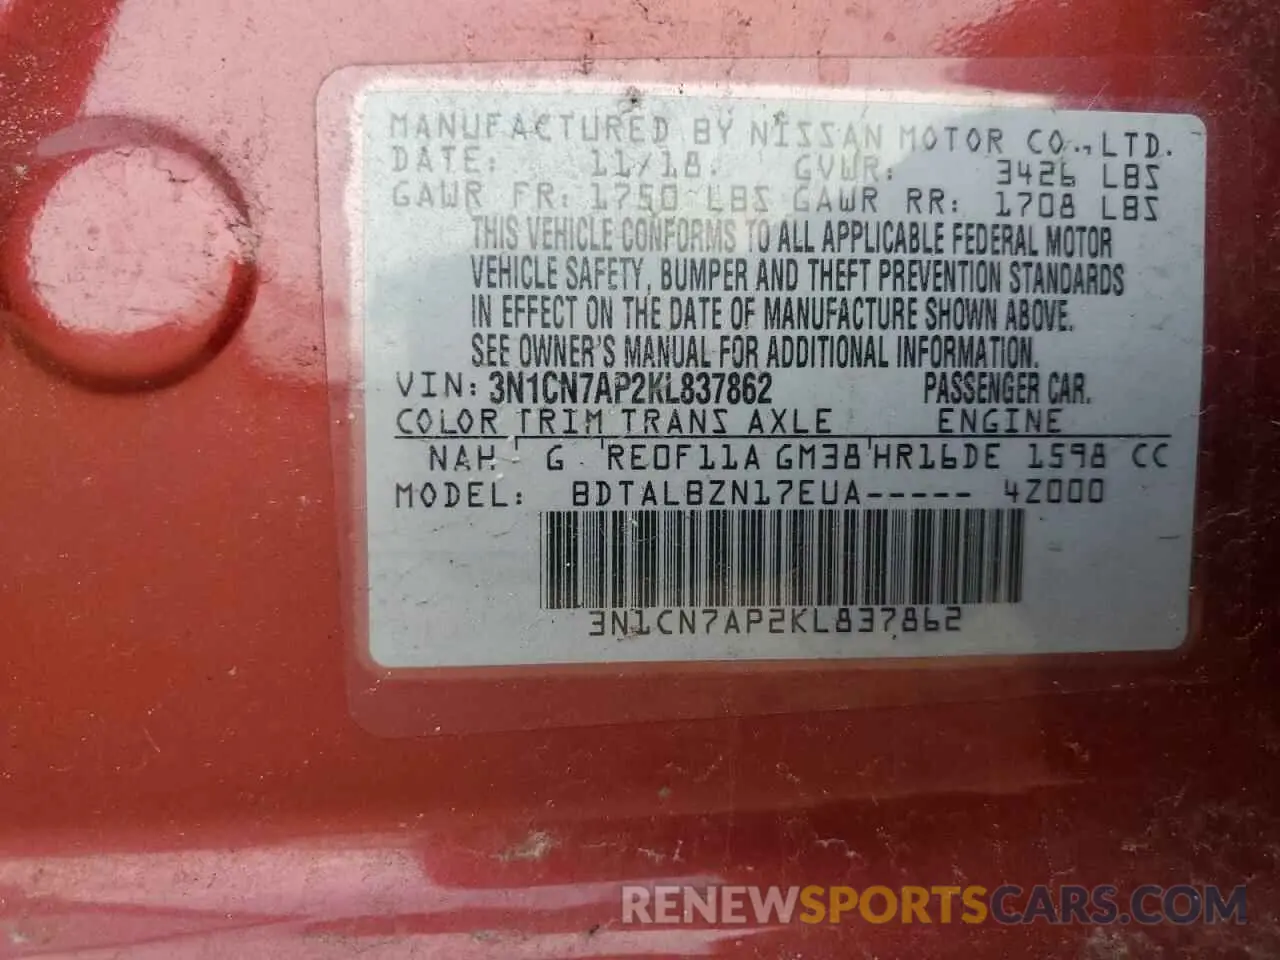 MANUFACTURED BY NISSAN MOTOR CO., LTD.
DATE: 11/18. GVWR: 3426 LBS
GAWR FR: 1750 LBS GAWR RR: 1708 LBS
THIS VEHICLE CONFORMS TO ALL APPLICABLE FEDERAL MOTOR
VEHICLE SAFETY, BUMPER AND THEFT PREVENTION STANDARDS
IN EFFECT ON THE DATE OF MANUFACTURE SHOWN ABOVE.
SEE OWNER'S MANUAL FOR ADDITIONAL INFORMATION.
VIN: 3N1CN7AP2KL837862 PASSENGER CAR.
COLOR TRIM TRANS AXLE ENGINE
NAH G RE0F11A GM38 HR16DE 1598 CC
MODEL: BDTALBZN17EUA----- 4Z000
3N1CN7AP2KL837862
RENEWSPORTSCARS.COM